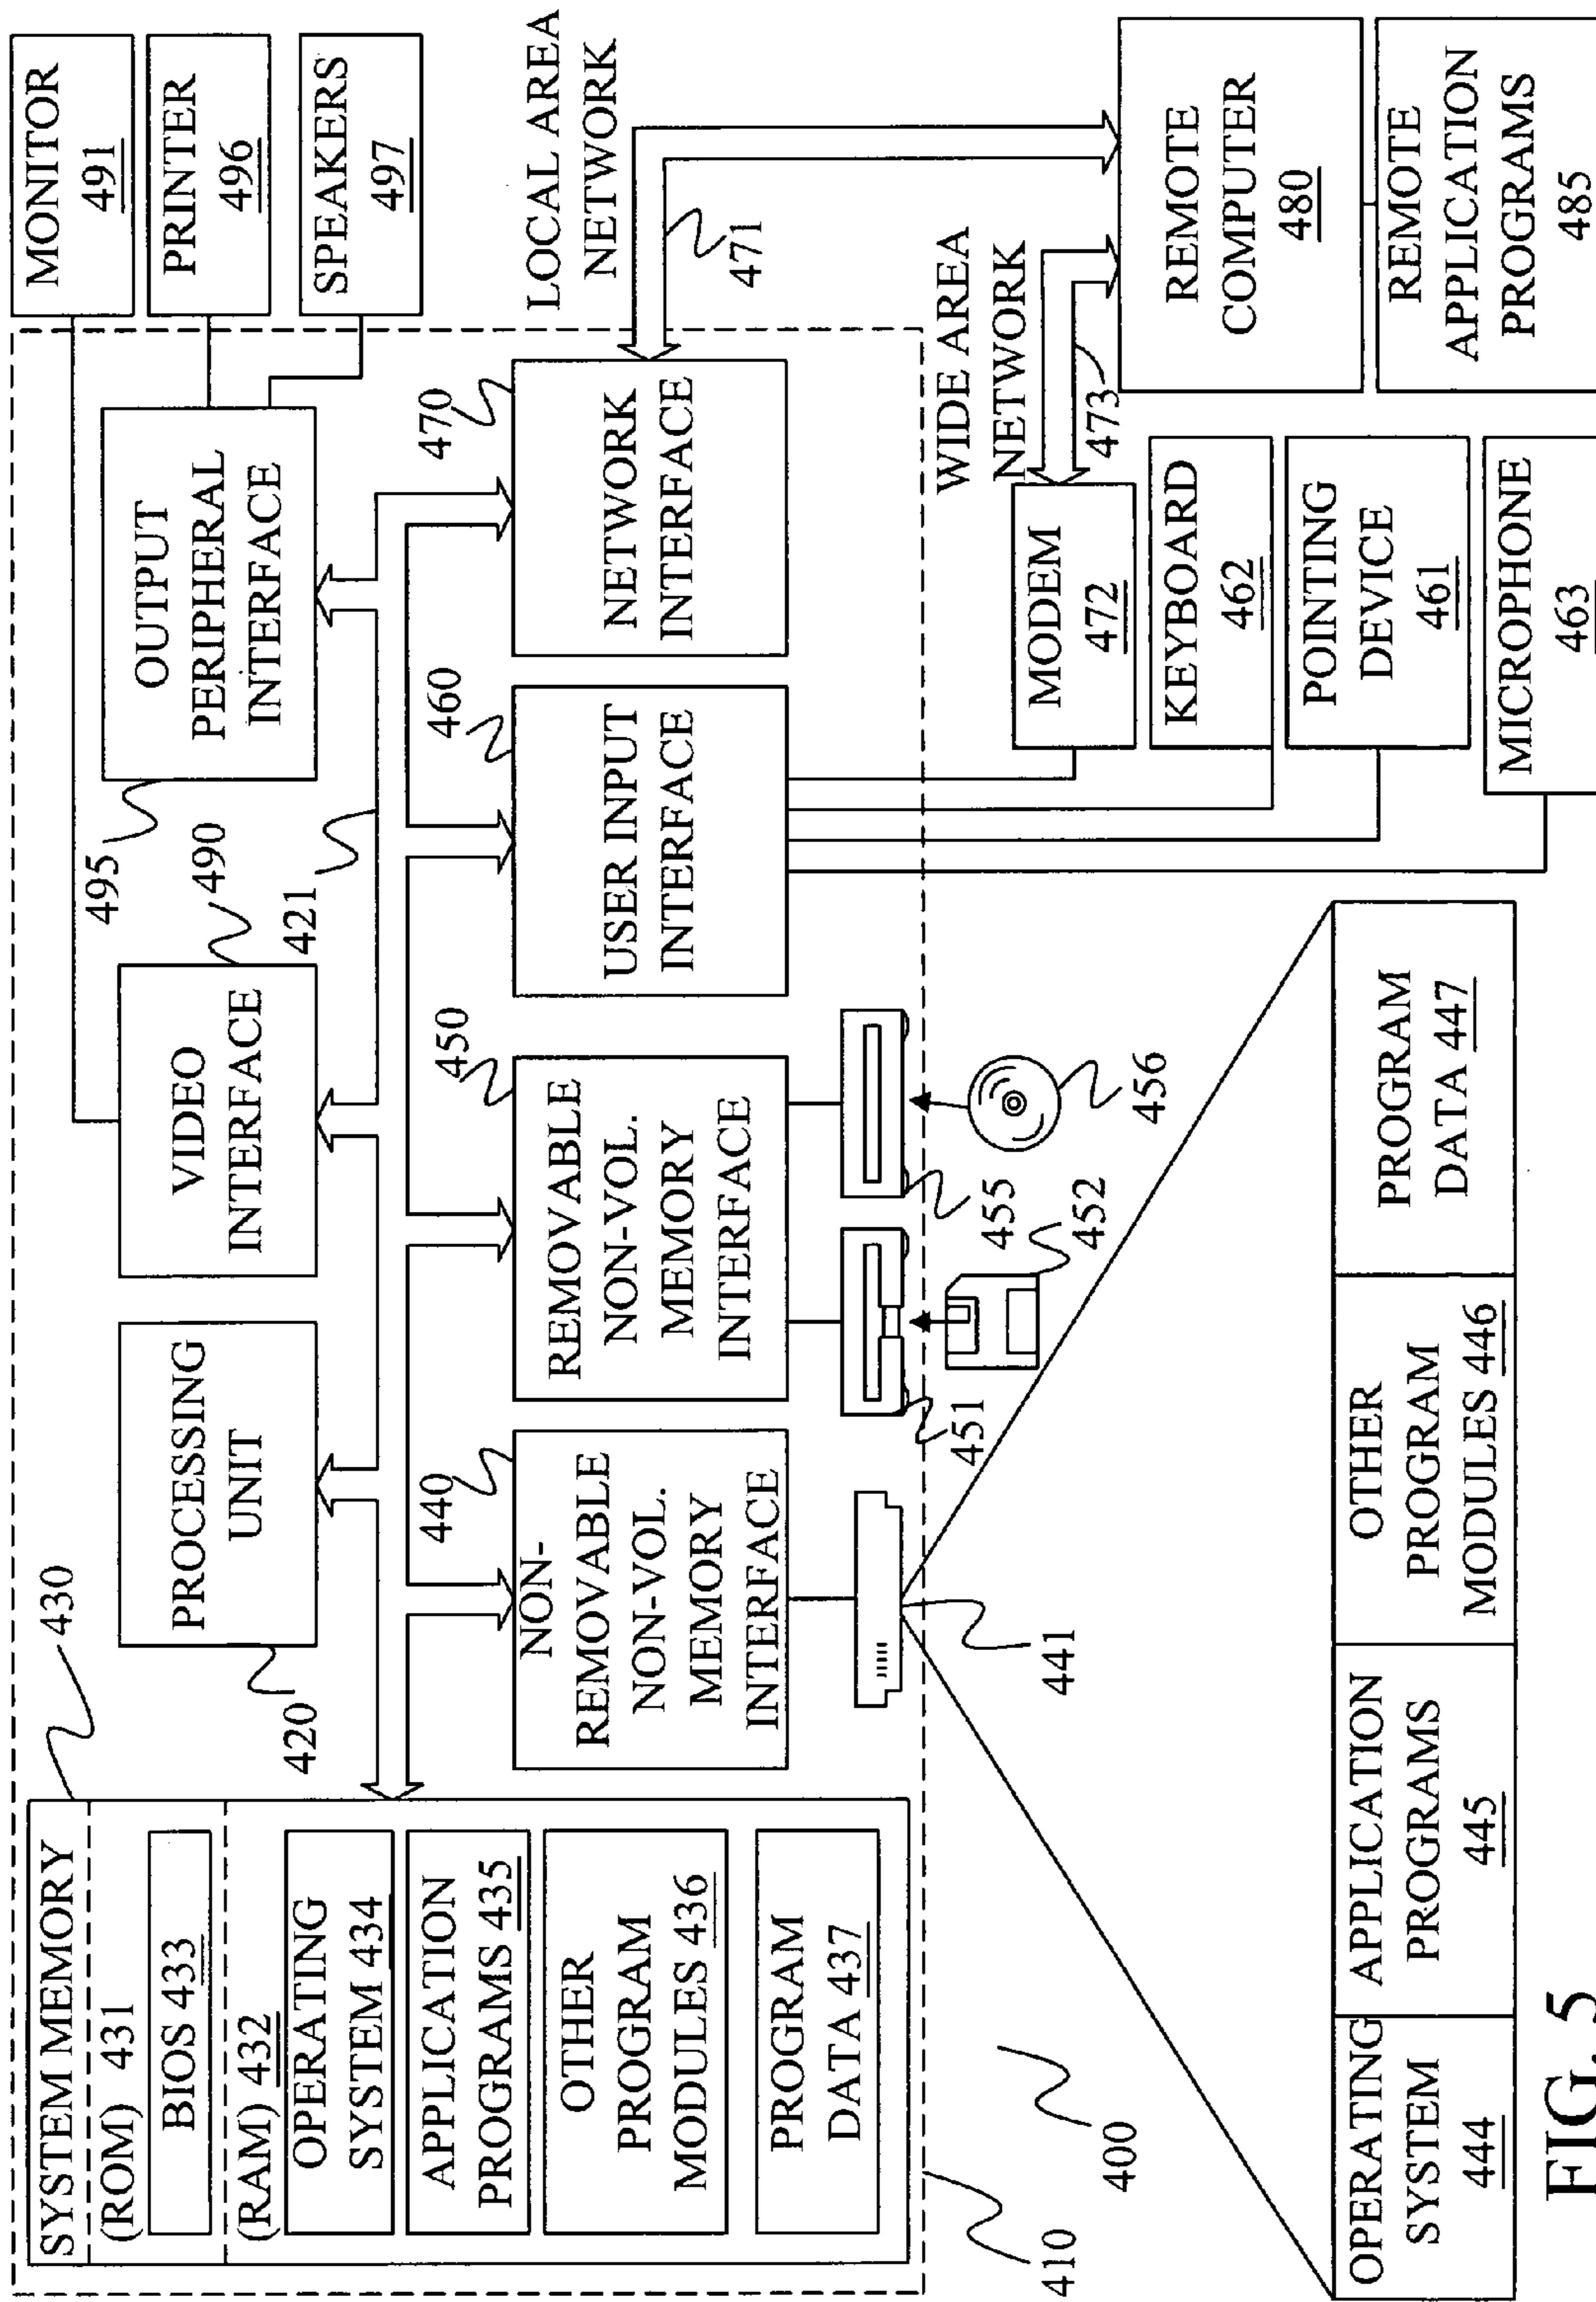 SYSTEM MEMORY
(ROM) 431
BIOS 433
(RAM) 432
OPERATING
SYSTEM 434
APPLICATION
PROGRAMS 435
OTHER
PROGRAM
MODULES 436
PROGRAM
DATA 437
430
PROCESSING
UNIT
420
VIDEO
INTERFACE
490
421
OUTPUT
PERIPHERAL
INTERFACE
495
MONITOR
491
PRINTER
496
SPEAKERS
497
NON-
REMOVABLE
NON-VOL.
MEMORY
INTERFACE
440
REMOVABLE
NON-VOL.
MEMORY
INTERFACE
450
USER INPUT
INTERFACE
460
NETWORK
INTERFACE
470
LOCAL AREA
NETWORK
471
441
451
452
455
456
WIDE AREA
NETWORK
473
MODEM
472
KEYBOARD
462
POINTING
DEVICE
461
MICROPHONE
463
REMOTE
COMPUTER
480
REMOTE
APPLICATION
PROGRAMS
485
410
400
OPERATING
SYSTEM
444
APPLICATION
PROGRAMS
445
OTHER
PROGRAM
MODULES 446
PROGRAM
DATA 447
FIG. 5